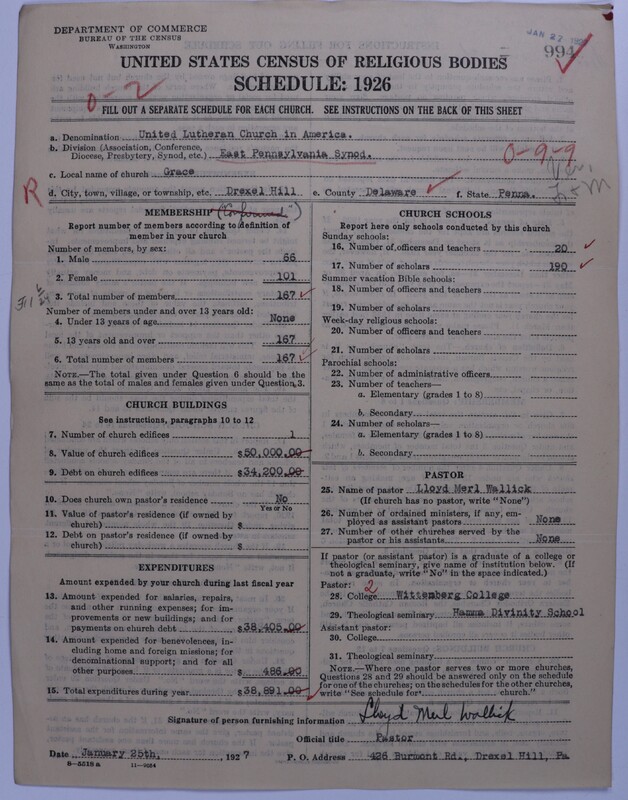 DEPARTMENT OF COMMERCE
BUREAU OF THE CENSUS
WASHINGTON
JAN 27
994
UNITED STATES CENSUS OF RELIGIOUS BODIES
SCHEDULE: 1926
0-2
FILL OUT A SEPARATE SCHEDULE FOR EACH CHURCH. SEE INSTRUCTIONS ON THE BACK OF THIS SHEET
a. Denomination United Lutheran Church in America.
b. Division (Association, Conference, Diocese, Presbytery, Synod, etc.) East Pennsylvania Synod.
0-9-9
c. Local name of church Grace
R
d. City, town, village, or township, etc. Drexel Hill e. County Delaware f. State Penna.
MEMBERSHIP ("Confirmed")
Report number of members according to definition of
member in your church
Number of members, by sex:
1. Male 66
2. Female 101
3. Total number of members 167
Number of members under and over 13 years old:
4. Under 13 years of age None
5. 13 years old and over 167
6. Total number of members 167
NOTE.—The total given under Question 6 should be the
same as the total of males and females given under Question 3.
CHURCH BUILDINGS
See instructions, paragraphs 10 to 12
7. Number of church edifices 1
8. Value of church edifices $50,000.00
9. Debt on church edifices $34,200.00
10. Does church own pastor's residence No
Yes or No
11. Value of pastor's residence (if owned by
church) $
12. Debt on pastor's residence (if owned by
church) $
EXPENDITURES
Amount expended by your church during last fiscal year
13. Amount expended for salaries, repairs,
and other running expenses; for im-
provements or new buildings; and for
payments on church debt $38,405.00
14. Amount expended for benevolences, in-
cluding home and foreign missions; for
denominational support; and for all
other purposes 486.00
15. Total expenditures during year $38,891.00
CHURCH SCHOOLS
Report here only schools conducted by this church
Sunday schools:
16. Number of officers and teachers 20
17. Number of scholars 190
Summer vacation Bible schools:
18. Number of officers and teachers
19. Number of scholars
Week-day religious schools:
20. Number of officers and teachers
21. Number of scholars
Parochial schools:
22. Number of administrative officers
23. Number of teachers—
a. Elementary (grades 1 to 8)
b. Secondary
24. Number of scholars—
a. Elementary (grades 1 to 8)
b. Secondary
PASTOR
25. Name of pastor Lloyd Merl Wallick
(If church has no pastor, write "None")
26. Number of ordained ministers, if any, em-
ployed as assistant pastors None
27. Number of other churches served by the
pastor or his assistants None
If pastor (or assistant pastor) is a graduate of a college or
theological seminary, give name of institution below. (If
not a graduate, write "No" in the space indicated.)
Pastor: 2
28. College Wittenberg College
29. Theological seminary Hamma Divinity School
Assistant pastor:
30. College
31. Theological seminary
NOTE.—Where one pastor serves two or more churches,
Questions 28 and 29 should be answered only on the schedule
for one of the churches; on the schedules for the other churches,
write "See schedule for church."
Signature of person furnishing information Lloyd Merl Wallick
Official title Pastor
Date January 25th, 1927 P. O. Address 426 Burmont Rd., Drexel Hill, Pa
8-5218 a 11-9084